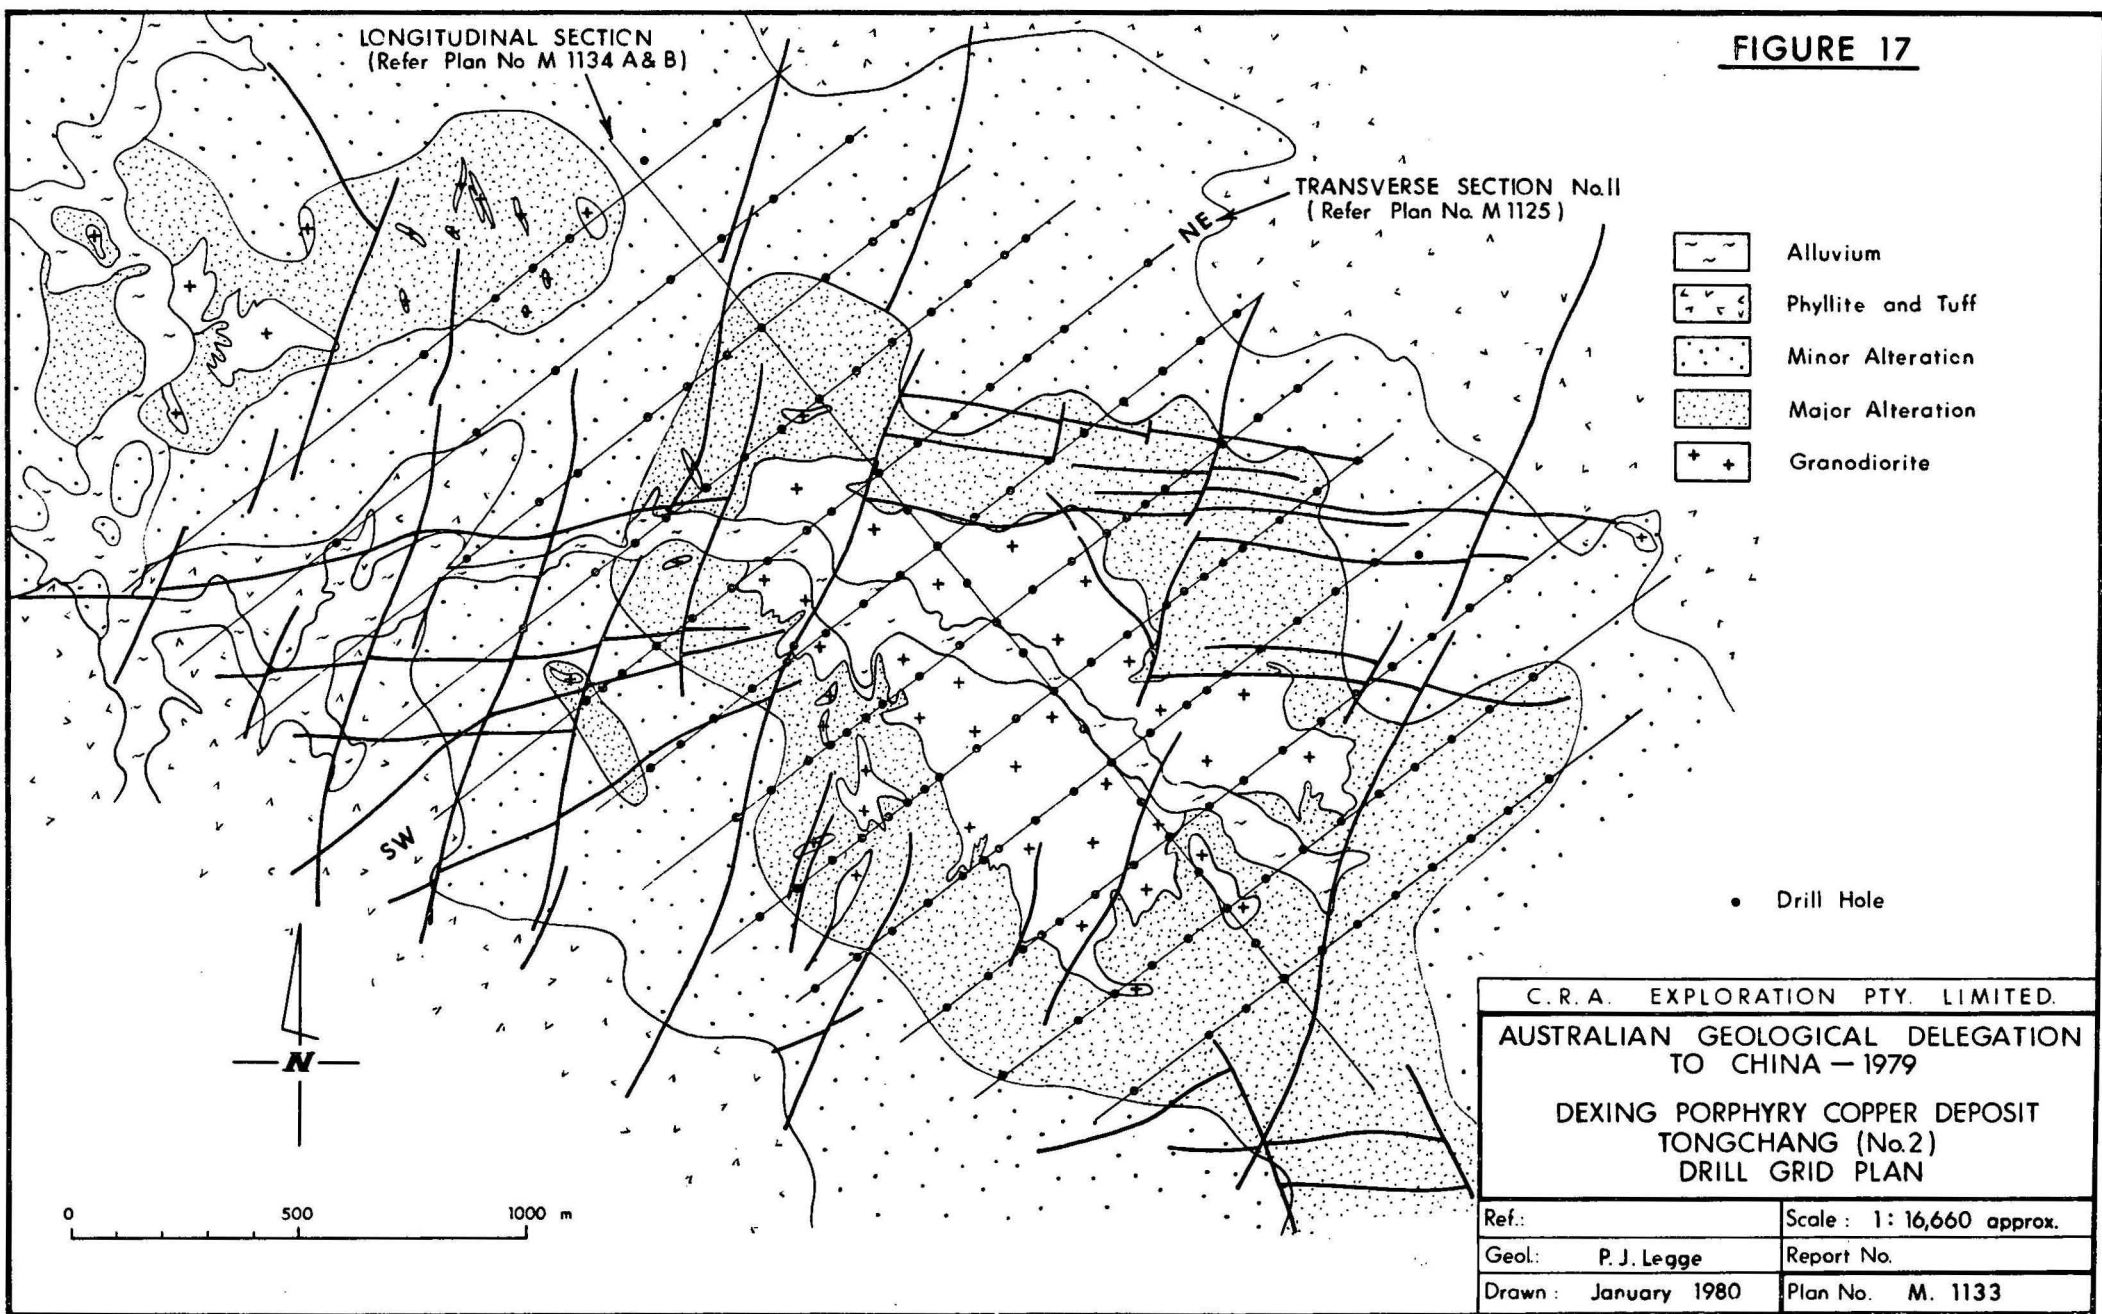 LONGITUDINAL SECTION
(Refer Plan No M 1134 A & B)
FIGURE 17
TRANSVERSE SECTION No.11
(Refer Plan No. M 1125)
NE
Alluvium
Phyllite and Tuff
Minor Alteration
Major Alteration
Granodiorite
SW
Drill Hole
N
0 500 1000 m
C. R. A. EXPLORATION PTY. LIMITED.
AUSTRALIAN GEOLOGICAL DELEGATION
TO CHINA — 1979
DEXING PORPHYRY COPPER DEPOSIT
TONGCHANG (No.2)
DRILL GRID PLAN
Ref.: Scale : 1: 16,660 approx.
Geol.: P. J. Legge Report No.
Drawn : January 1980 Plan No. M. 1133